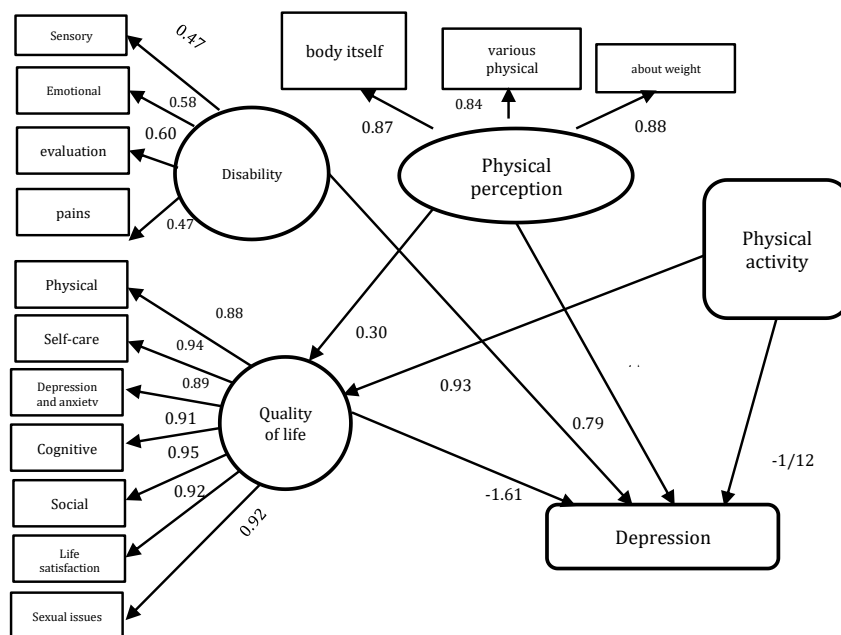 Sensory
0.47
body itself
various
physical
about weight
Emotional
0.58
0.87
0.84
0.88
evaluation
0.60
Disability
Physical
perception
pains
0.47
Physical
activity
Physical
0.88
Self-care
0.94
0.30
Depression
and anxiety
0.89
0.93
. .
Quality
of life
Cognitive
0.91
0.79
0.95
-1/12
Social
0.92
-1.61
0.92
Depression
Life
satisfaction
Sexual issues